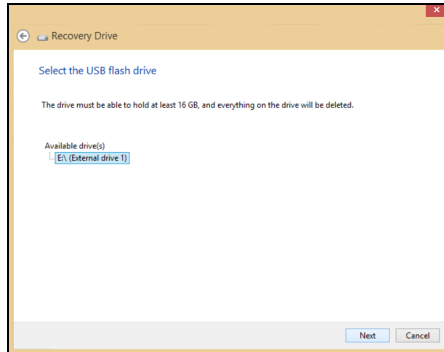 Recovery Drive
Select the USB flash drive
The drive must be able to hold at least 16 GB, and everything on the drive will be deleted.
Available drive(s)
E:\ (External drive 1)
Next Cancel